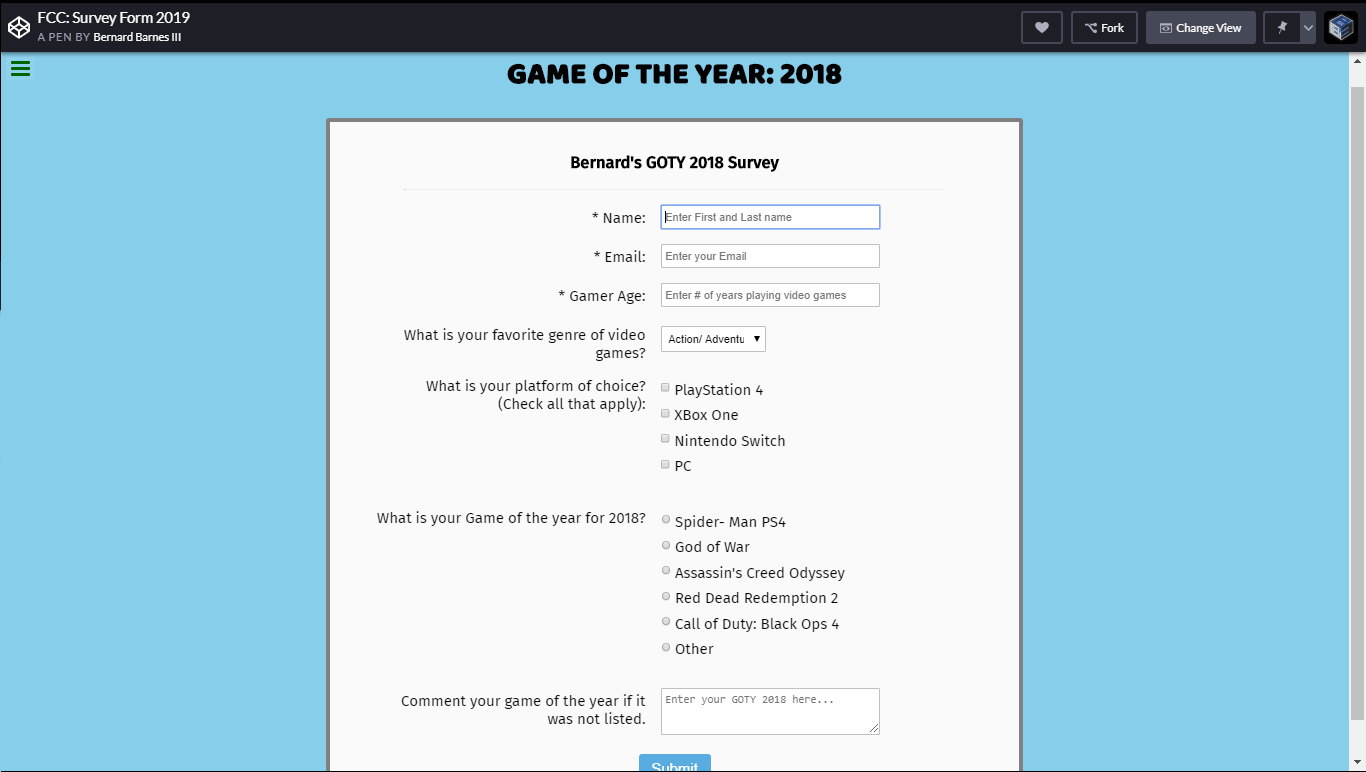 FCC: Survey Form 2019
A PEN BY Bernard Barnes III
Fork
Change View
GAME OF THE YEAR: 2018
Bernard's GOTY 2018 Survey
* Name:
Enter First and Last name
* Email:
Enter your Email
* Gamer Age:
Enter # of years playing video games
What is your favorite genre of video
games?
Action/ Adventu
What is your platform of choice?
(Check all that apply):
PlayStation 4
XBox One
Nintendo Switch
PC
What is your Game of the year for 2018?
Spider- Man PS4
God of War
Assassin's Creed Odyssey
Red Dead Redemption 2
Call of Duty: Black Ops 4
Other
Comment your game of the year if it
was not listed.
Enter your GOTY 2018 here...
Submit